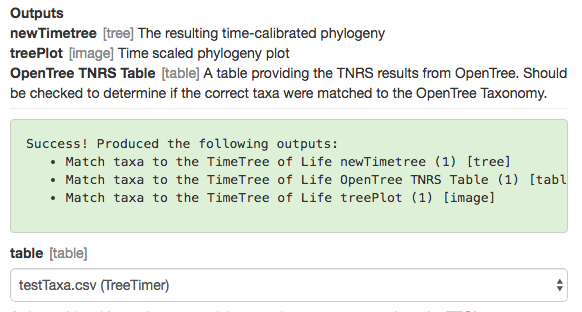 Outputs
newTimetree [tree] The resulting time-calibrated phylogeny
treePlot [image] Time scaled phylogeny plot
OpenTree TNRS Table [table] A table providing the TNRS results from OpenTree. Should
be checked to determine if the correct taxa were matched to the OpenTree Taxonomy.
Success! Produced the following outputs:
• Match taxa to the TimeTree of Life newTimetree (1) [tree]
• Match taxa to the TimeTree of Life OpenTree TNRS Table (1) [tabl
• Match taxa to the TimeTree of Life treePlot (1) [image]
table [table]
testTaxa.csv (TreeTimer)